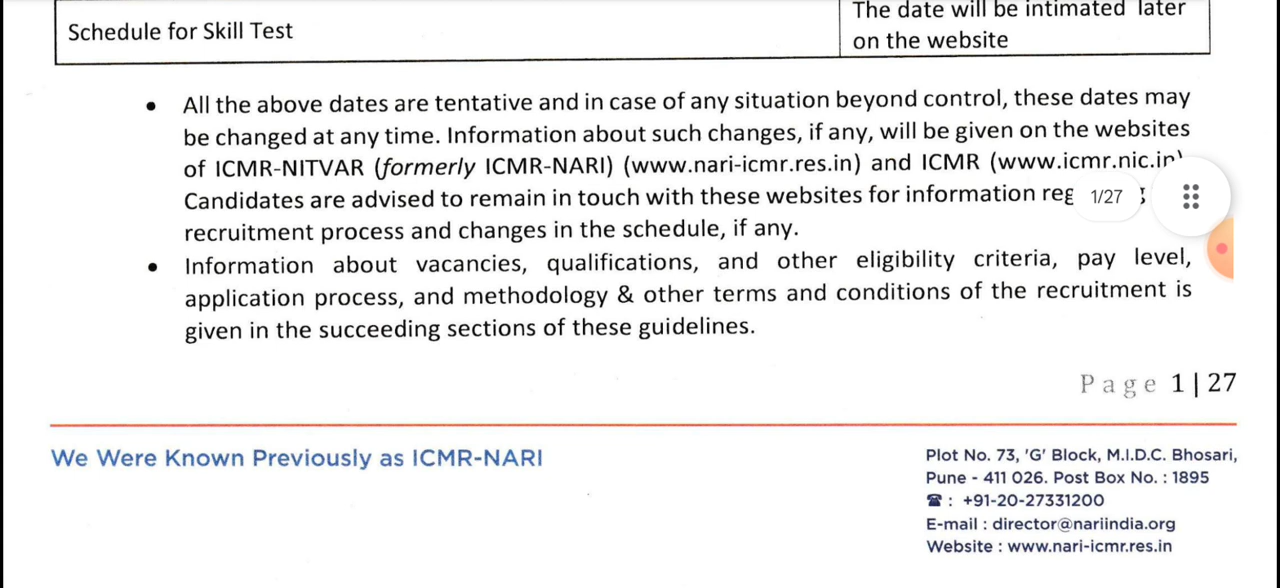 Schedule for Skill Test
The date will be intimated later
on the website
• All the above dates are tentative and in case of any situation beyond control, these dates may
be changed at any time. Information about such changes, if any, will be given on the websites
of ICMR-NITVAR (formerly ICMR-NARI) (www.nari-icmr.res.in) and ICMR (www.icmr.nic.in)
Candidates are advised to remain in touch with these websites for information
1/27
recruitment process and changes in the schedule, if any.
• Information about vacancies, qualifications, and other eligibility criteria, pay level,
application process, and methodology & other terms and conditions of the recruitment is
given in the succeeding sections of these guidelines.
Page 1|27
We Were Known Previously as ICMR-NARI
Plot No. 73, 'G' Block, M.I.D.C. Bhosari,
Pune - 411 026. Post Box No. : 1895
☎ : +91-20-27331200
E-mail : director@nariindia.org
Website : www.nari-icmr.res.in